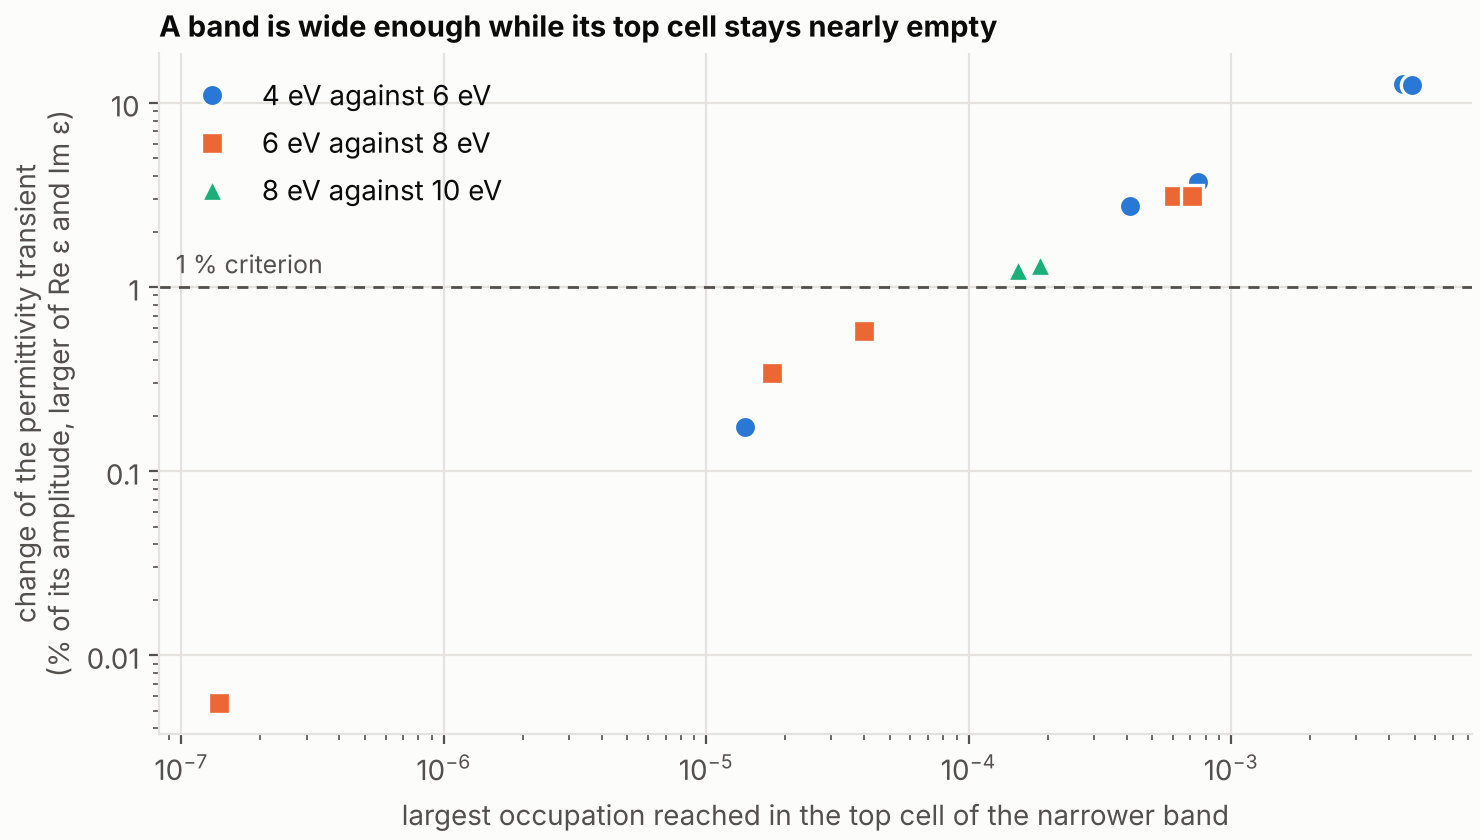 A band is wide enough while its top cell stays nearly empty
4 eV against 6 eV
6 eV against 8 eV
8 eV against 10 eV
1 % criterion
change of the permittivity transient
(% of its amplitude, larger of Re ε and Im ε)
10
1
0.1
0.01
10⁻⁷
10⁻⁶
10⁻⁵
10⁻⁴
10⁻³
largest occupation reached in the top cell of the narrower band